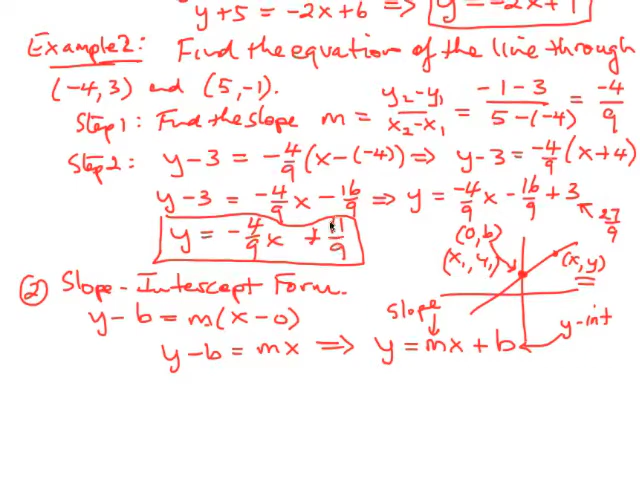 y+5 = -2x+6 ⇒ y = -2x+1
Example 2: Find the equation of the line through
(-4, 3) and (5, -1).
Step 1: Find the slope m = (y₂-y₁)/(x₂-x₁) = (-1-3)/(5-(-4)) = -4/9
Step 2: y-3 = -4/9(x-(-4)) ⇒ y-3 = -4/9(x+4)
y-3 = -4/9x - 16/9 ⇒ y = -4/9x - 16/9 + 3
27/9
y = -4/9x + 11/9
(0,b)
(x₁, y₁)
(x, y)
② Slope-Intercept Form.
slope
y-int
y-b = m(x-0)
y-b = mx ⇒ y = mx + b